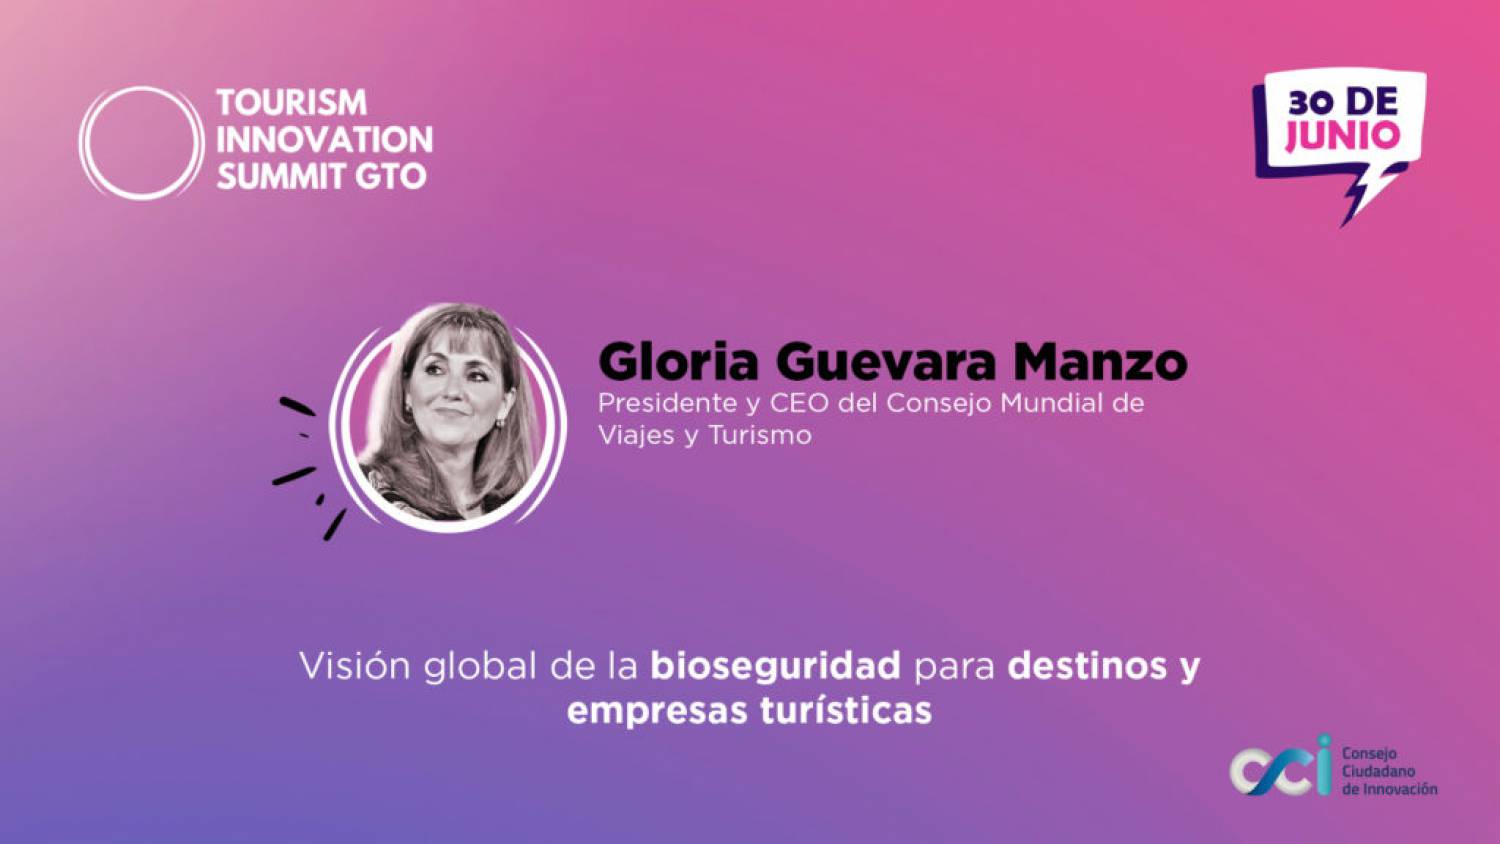 TOURISM
INNOVATION
SUMMIT GTO
30 DE
JUNIO
Gloria Guevara Manzo
Presidente y CEO del Consejo Mundial de
Viajes y Turismo
Visión global de la bioseguridad para destinos y
empresas turísticas
cci
Consejo
Ciudadano
de Innovación